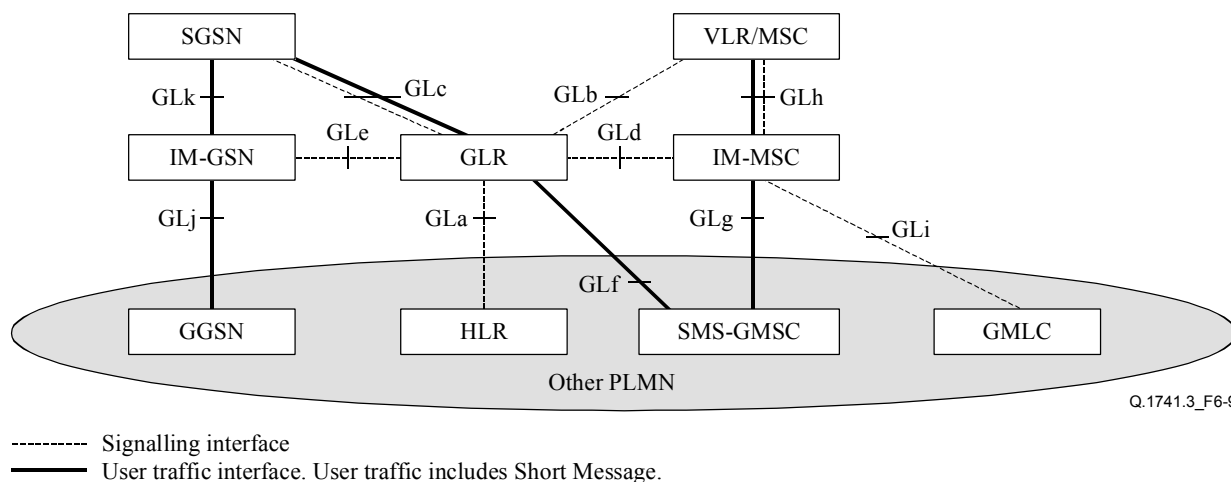 SGSN
VLR/MSC
GLk
GLc
GLb
GLh
GLe
GLd
IM-GSN
GLR
IM-MSC
GLj
GLa
GLg
GLi
GLf
GGSN
HLR
SMS-GMSC
GMLC
Other PLMN
Q.1741.3_F6-9
Signalling interface
User traffic interface. User traffic includes Short Message.